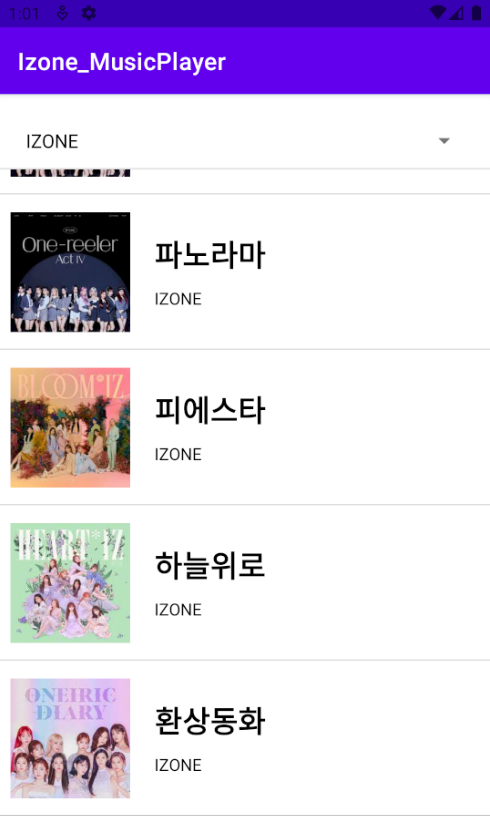 1:01
Izone_MusicPlayer
IZONE
One-reeler
Act IV
파노라마
IZONE
BLOOM*IZ
피에스타
IZONE
HEART*IZ
하늘위로
IZONE
ONEIRIC
DIARY
환상동화
IZONE